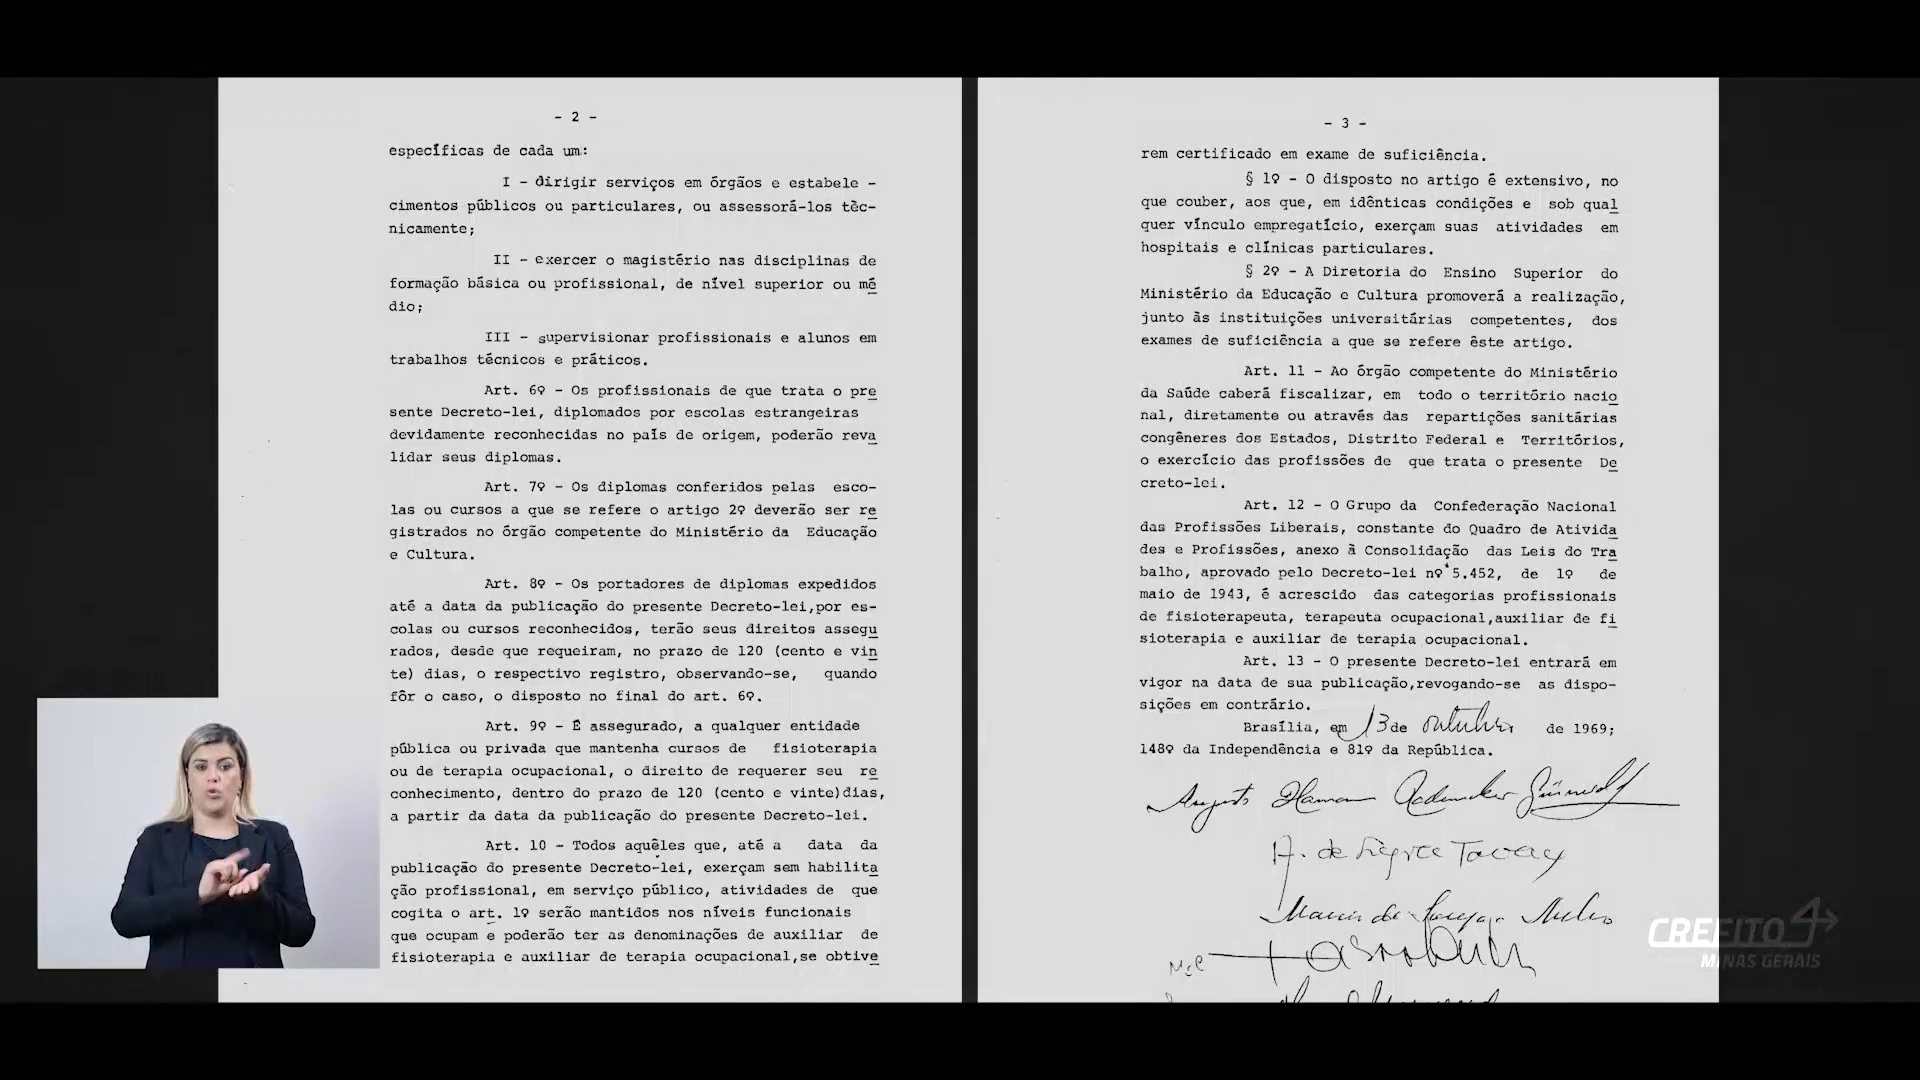 - 2 -
específicas de cada um:
I - dirigir serviços em órgãos e estabele -
cimentos públicos ou particulares, ou assessorá-los tèc-
nicamente;
II - exercer o magistério nas disciplinas de
formação básica ou profissional, de nível superior ou mé
dio;
III - supervisionar profissionais e alunos em
trabalhos técnicos e práticos.
Art. 6º - Os profissionais de que trata o pre
sente Decreto-lei, diplomados por escolas estrangeiras
devidamente reconhecidas no país de origem, poderão reva
lidar seus diplomas.
Art. 7º - Os diplomas conferidos pelas esco-
las ou cursos a que se refere o artigo 2º deverão ser re
gistrados no órgão competente do Ministério da Educação
e Cultura.
Art. 8º - Os portadores de diplomas expedidos
até a data da publicação do presente Decreto-lei,por es-
colas ou cursos reconhecidos, terão seus direitos assegu
rados, desde que requeiram, no prazo de 120 (cento e vin
te) dias, o respectivo registro, observando-se, quando
fôr o caso, o disposto no final do art. 6º.
Art. 9º - É assegurado, a qualquer entidade
pública ou privada que mantenha cursos de fisioterapia
ou de terapia ocupacional, o direito de requerer seu re
conhecimento, dentro do prazo de 120 (cento e vinte)dias,
a partir da data da publicação do presente Decreto-lei.
Art. 10 - Todos aquêles que, até a data da
publicação do presente Decreto-lei, exerçam sem habilita
ção profissional, em serviço público, atividades de que
cogita o art. 1º serão mantidos nos níveis funcionais
que ocupam e poderão ter as denominações de auxiliar de
fisioterapia e auxiliar de terapia ocupacional,se obtive
- 3 -
rem certificado em exame de suficiência.
§ 1º - O disposto no artigo é extensivo, no
que couber, aos que, em idênticas condições e sob qual
quer vínculo empregatício, exerçam suas atividades em
hospitais e clínicas particulares.
§ 2º - A Diretoria do Ensino Superior do
Ministério da Educação e Cultura promoverá a realização,
junto às instituições universitárias competentes, dos
exames de suficiência a que se refere êste artigo.
Art. 11 - Ao órgão competente do Ministério
da Saúde caberá fiscalizar, em todo o território nacio
nal, diretamente ou através das repartições sanitárias
congêneres dos Estados, Distrito Federal e Territórios,
o exercício das profissões de que trata o presente De
creto-lei.
Art. 12 - O Grupo da Confederação Nacional
das Profissões Liberais, constante do Quadro de Ativida
des e Profissões, anexo à Consolidação das Leis do Tra
balho, aprovado pelo Decreto-lei nº 5.452, de 1º de
maio de 1943, é acrescido das categorias profissionais
de fisioterapeuta, terapeuta ocupacional,auxiliar de fi
sioterapia e auxiliar de terapia ocupacional.
Art. 13 - O presente Decreto-lei entrará em
vigor na data de sua publicação,revogando-se as dispo-
sições em contrário.
Brasília, em 13 de outubro de 1969;
148º da Independência e 81º da República.
CREFITO4
MINAS GERAIS